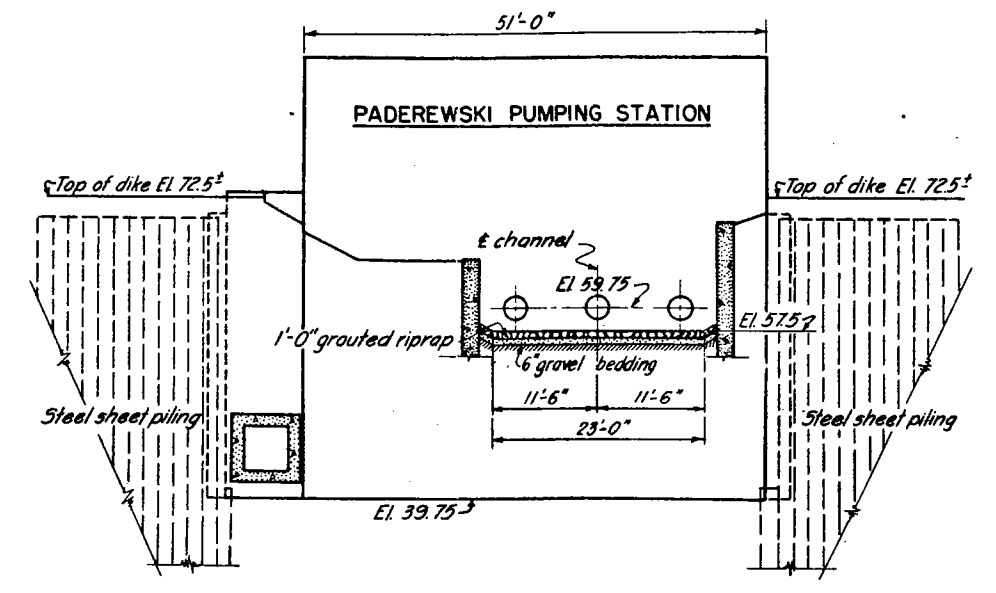 51'-0"
PADEREWSKI PUMPING STATION
Top of dike El. 72.5±
Top of dike El. 72.5±
℄ channel
El. 59.75
El. 57.5
1'-0" grouted riprap
6" gravel bedding
11'-6"
11'-6"
Steel sheet piling
Steel sheet piling
23'-0"
El. 39.75